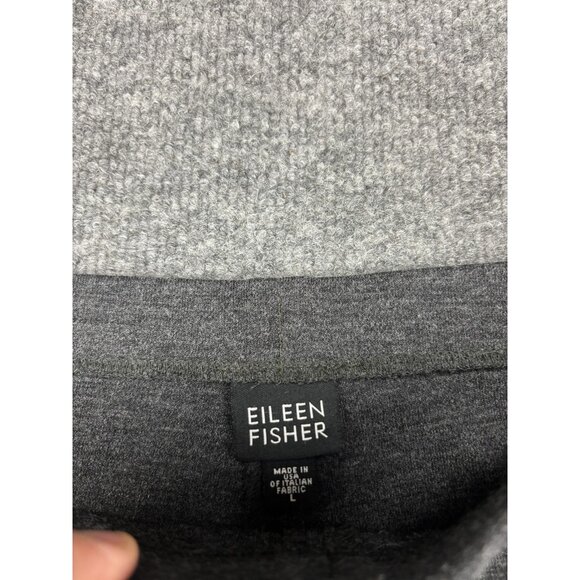 EILEEN
FISHER
MADE IN
USA
OF ITALIAN
FABRIC
L